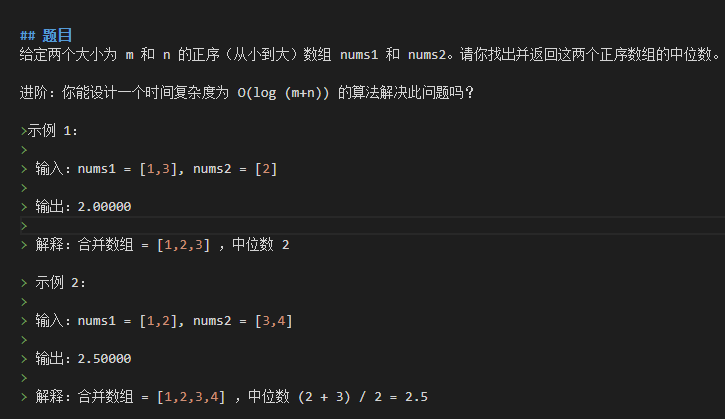 ## 题目
给定两个大小为 m 和 n 的正序（从小到大）数组 nums1 和 nums2。请你找出并返回这两个正序数组的中位数。
进阶：你能设计一个时间复杂度为 O(log (m+n)) 的算法解决此问题吗？
>示例 1：
>
> 输入：nums1 = [1,3], nums2 = [2]
>
> 输出：2.00000
>
> 解释：合并数组 = [1,2,3] ，中位数 2
> 示例 2：
>
> 输入：nums1 = [1,2], nums2 = [3,4]
>
> 输出：2.50000
>
> 解释：合并数组 = [1,2,3,4] ，中位数 (2 + 3) / 2 = 2.5